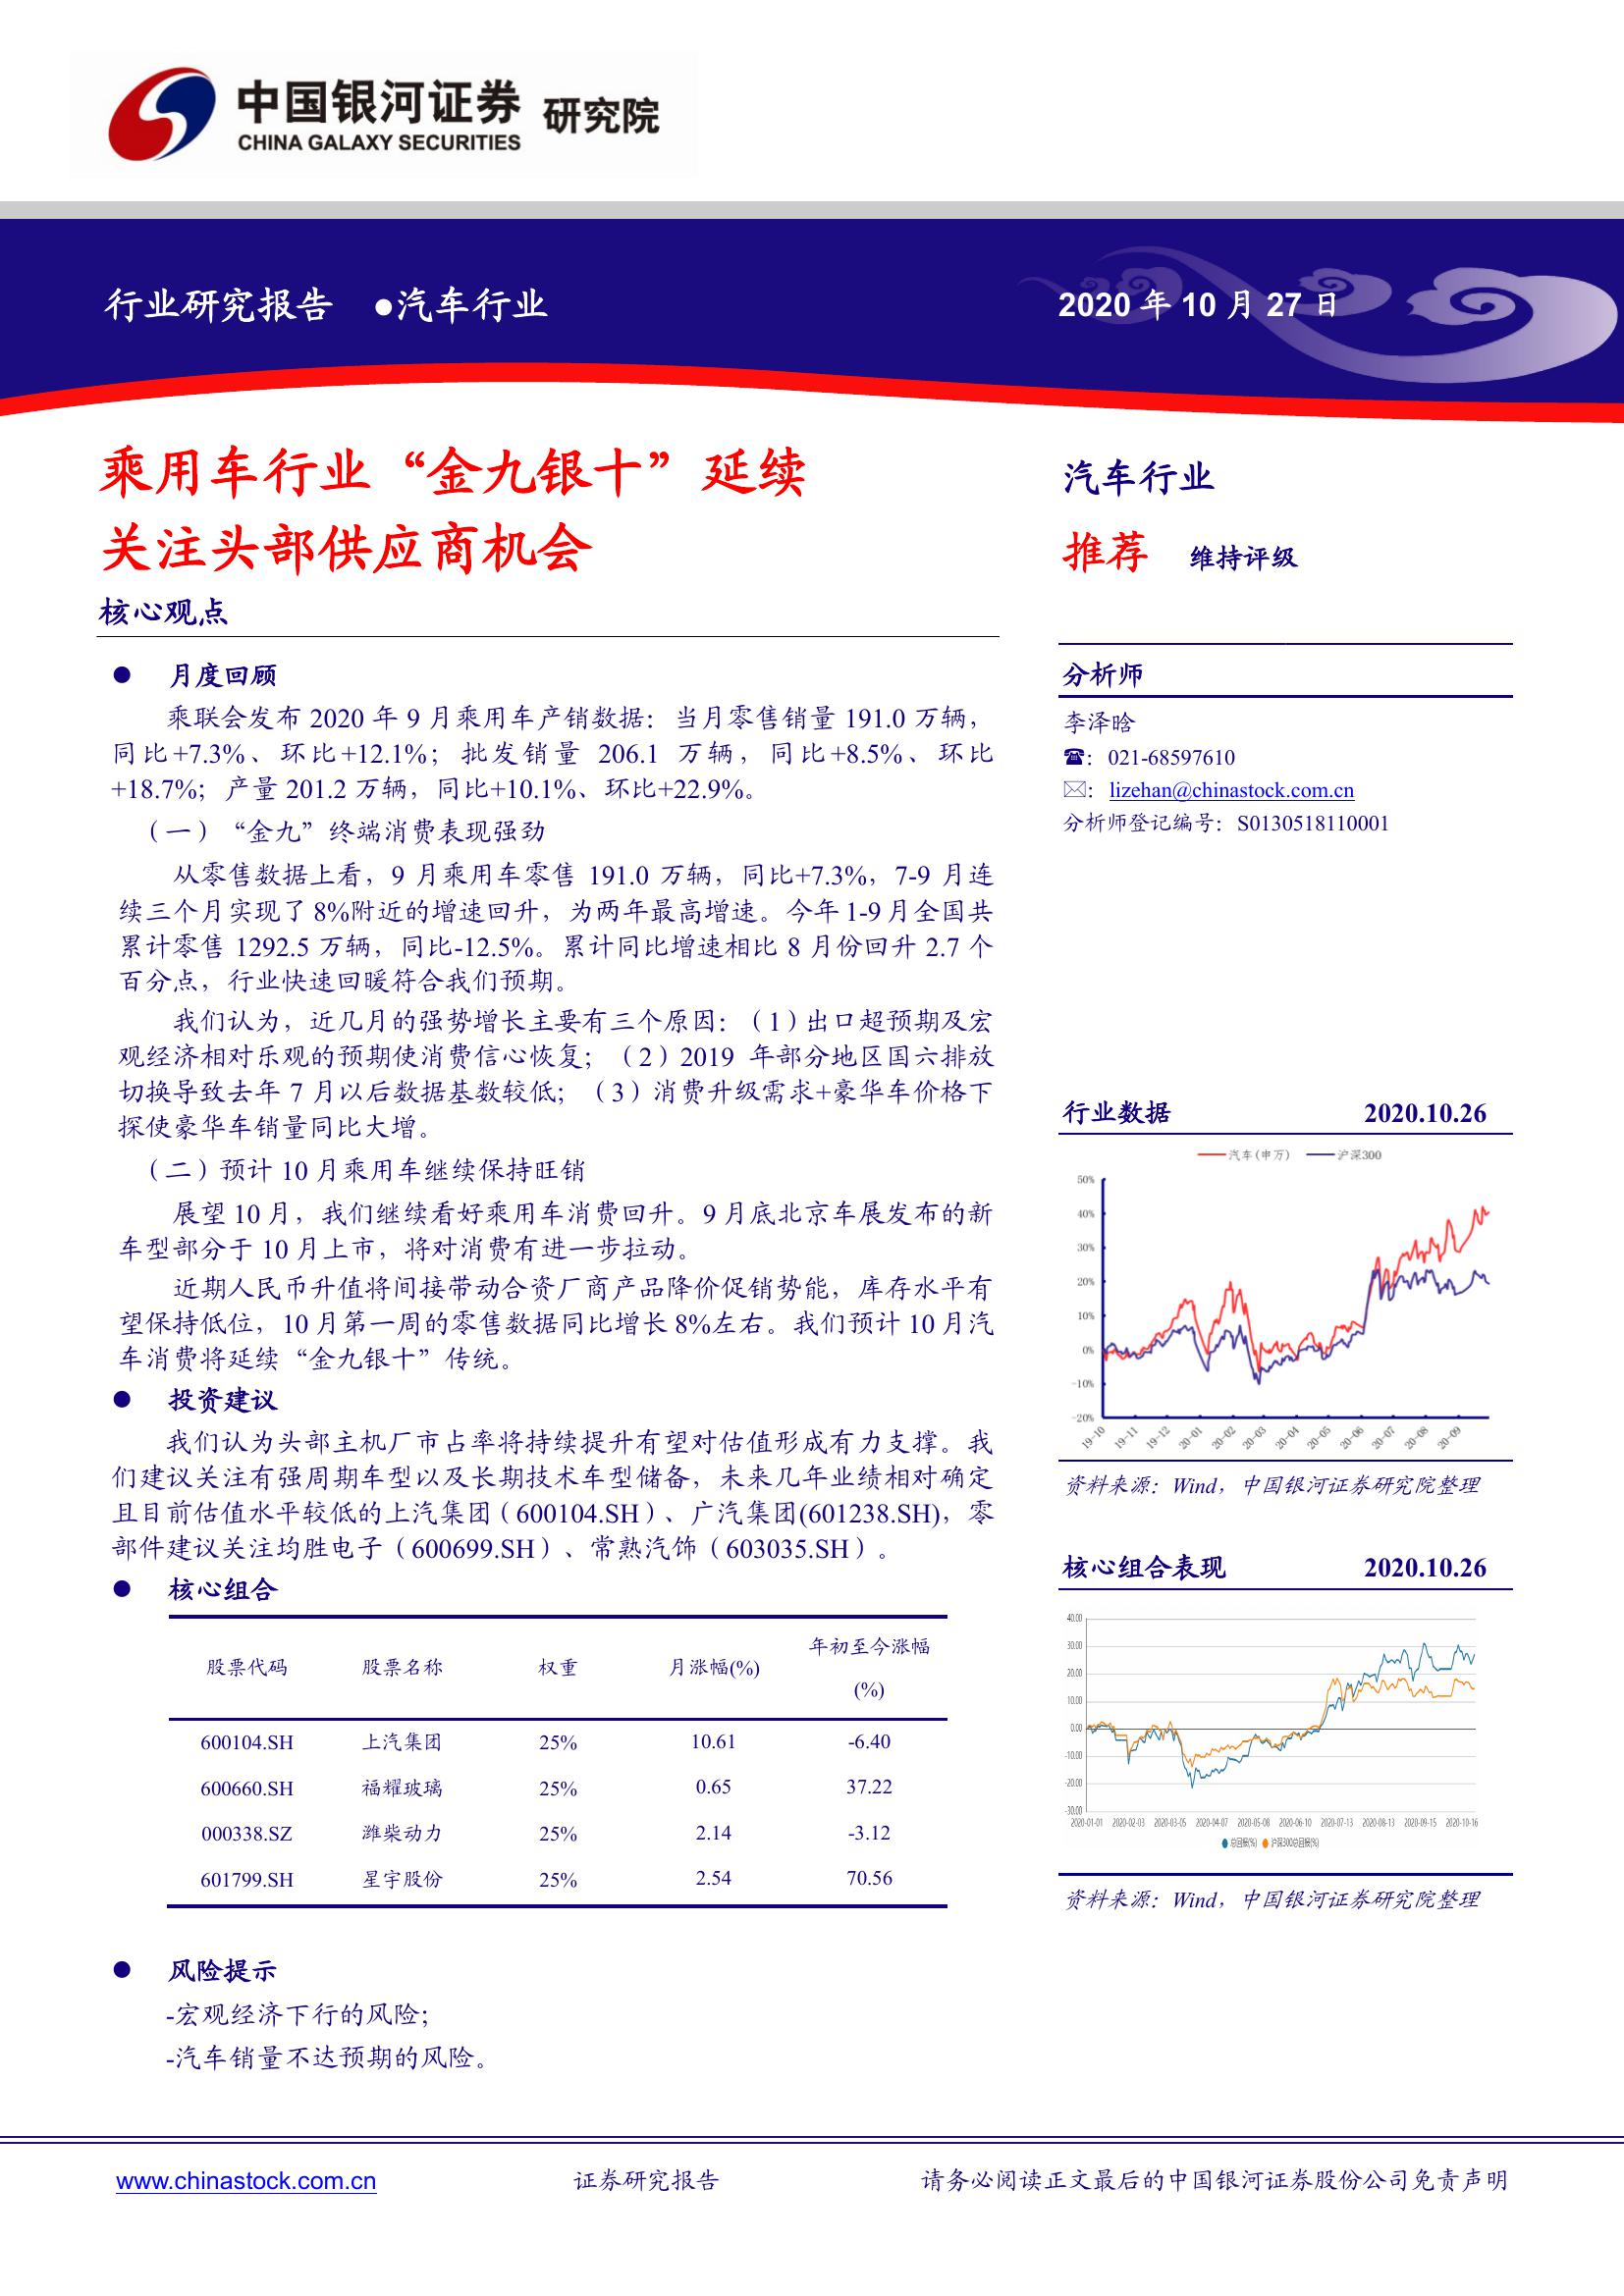 中国银河证券 研究院
CHINA GALAXY SECURITIES
行业研究报告 ●汽车行业
2020 年 10 月 27 日
乘用车行业“金九银十”延续
关注头部供应商机会
核心观点
● 月度回顾
乘联会发布 2020 年 9 月乘用车产销数据：当月零售销量 191.0 万辆，
同比+7.3%、环比+12.1%；批发销量 206.1 万辆，同比+8.5%、环比
+18.7%；产量 201.2 万辆，同比+10.1%、环比+22.9%。
（一）“金九”终端消费表现强劲
从零售数据上看，9 月乘用车零售 191.0 万辆，同比+7.3%，7-9 月连
续三个月实现了 8%附近的增速回升，为两年最高增速。今年 1-9 月全国共
累计零售 1292.5 万辆，同比-12.5%。累计同比增速相比 8 月份回升 2.7 个
百分点，行业快速回暖符合我们预期。
我们认为，近几月的强势增长主要有三个原因：（1）出口超预期及宏
观经济相对乐观的预期使消费信心恢复；（2）2019 年部分地区国六排放
切换导致去年 7 月以后数据基数较低；（3）消费升级需求+豪华车价格下
探使豪华车销量同比大增。
（二）预计 10 月乘用车继续保持旺销
展望 10 月，我们继续看好乘用车消费回升。9 月底北京车展发布的新
车型部分于 10 月上市，将对消费有进一步拉动。
近期人民币升值将间接带动合资厂商产品降价促销势能，库存水平有
望保持低位，10 月第一周的零售数据同比增长 8%左右。我们预计 10 月汽
车消费将延续“金九银十”传统。
● 投资建议
我们认为头部主机厂市占率将持续提升有望对估值形成有力支撑。我
们建议关注有强周期车型以及长期技术车型储备，未来几年业绩相对确定
且目前估值水平较低的上汽集团（600104.SH）、广汽集团(601238.SH)，零
部件建议关注均胜电子（600699.SH）、常熟汽饰（603035.SH）。
● 核心组合
股票代码 股票名称 权重 月涨幅(%) 年初至今涨幅
(%)
600104.SH 上汽集团 25% 10.61 -6.40
600660.SH 福耀玻璃 25% 0.65 37.22
000338.SZ 潍柴动力 25% 2.14 -3.12
601799.SH 星宇股份 25% 2.54 70.56
● 风险提示
-宏观经济下行的风险；
-汽车销量不达预期的风险。
汽车行业
推荐 维持评级
分析师
李泽晗
☎：021-68597610
✉：lizehan@chinastock.com.cn
分析师登记编号：S0130518110001
行业数据 2020.10.26
汽车(申万) 沪深300
50%
40%
30%
20%
10%
0%
-10%
-20%
19-10 19-11 19-12 20-01 20-02 20-03 20-04 20-05 20-06 20-07 20-08 20-09
资料来源：Wind，中国银河证券研究院整理
核心组合表现 2020.10.26
40.00
30.00
20.00
10.00
0.00
-10.00
-20.00
-30.00
2020-01-01 2020-02-03 2020-03-05 2020-04-07 2020-05-08 2020-06-10 2020-07-13 2020-08-13 2020-09-15 2020-10-16
总回报(%) 沪深300总回报(%)
资料来源：Wind，中国银河证券研究院整理
www.chinastock.com.cn 证券研究报告 请务必阅读正文最后的中国银河证券股份公司免责声明